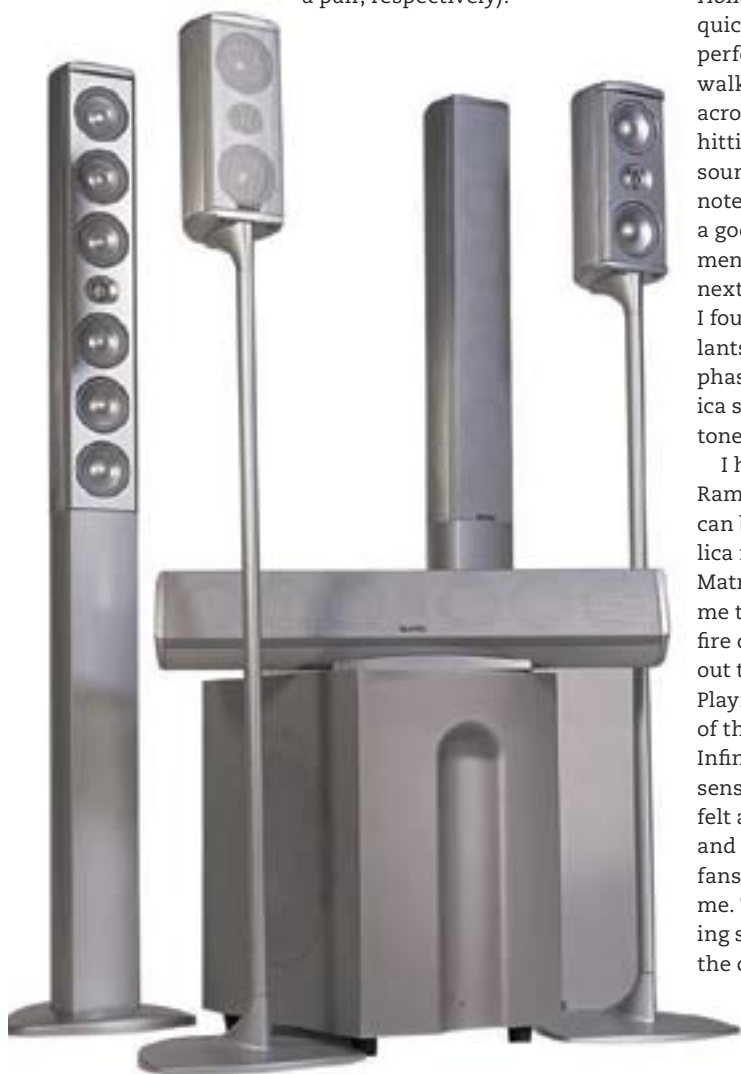 a pair, respectively).
quic
perfo
walk
acro
hitti
soun
note
a goo
men
next
I fou
lants
phas
ica s
tone
I h
Ram
can b
lica r
Matr
me t
fire o
out t
Play
of th
Infin
sens
felt a
and
fans
me. T
ing s
the c